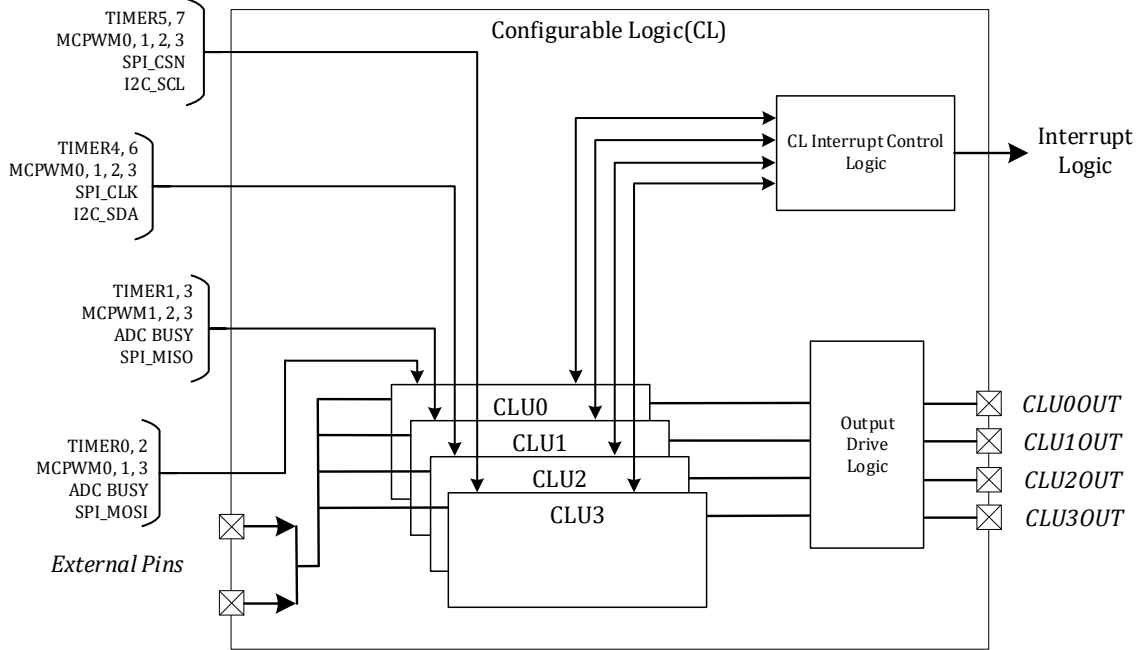 TIMER5, 7
MCPWM0, 1, 2, 3
SPI_CSN
I2C_SCL
Configurable Logic(CL)
CL Interrupt Control
Logic
Interrupt
Logic
TIMER4, 6
MCPWM0, 1, 2, 3
SPI_CLK
I2C_SDA
TIMER1, 3
MCPWM1, 2, 3
ADC BUSY
SPI_MISO
TIMER0, 2
MCPWM0, 1, 3
ADC BUSY
SPI_MOSI
External Pins
CLU0
CLU1
CLU2
CLU3
Output
Drive
Logic
CLU0OUT
CLU1OUT
CLU2OUT
CLU3OUT